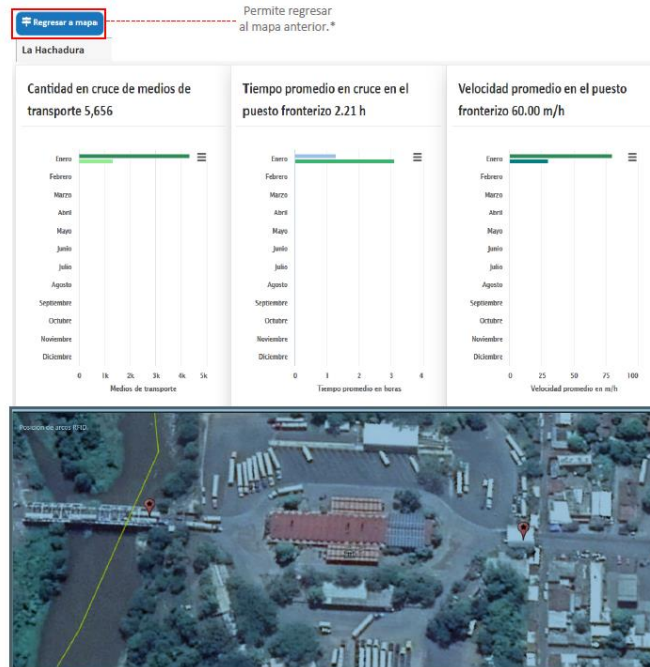 Regresar a mapa
Permite regresar
al mapa anterior.*
La Hachadura
Cantidad en cruce de medios de
transporte 5,656
Enero
Febrero
Marzo
Abril
Mayo
Junio
Julio
Agosto
Septiembre
Octubre
Noviembre
Diciembre
0 1k 2k 3k 4k 5k
Medios de transporte
Tiempo promedio en cruce en el
puesto fronterizo 2.21 h
Enero
Febrero
Marzo
Abril
Mayo
Junio
Julio
Agosto
Septiembre
Octubre
Noviembre
Diciembre
0 1 2 3 4
Tiempo promedio en horas
Velocidad promedio en el puesto
fronterizo 60.00 m/h
Enero
Febrero
Marzo
Abril
Mayo
Junio
Julio
Agosto
Septiembre
Octubre
Noviembre
Diciembre
0 25 50 75 100
Velocidad promedio en m/h
Posición de arcos RFID.